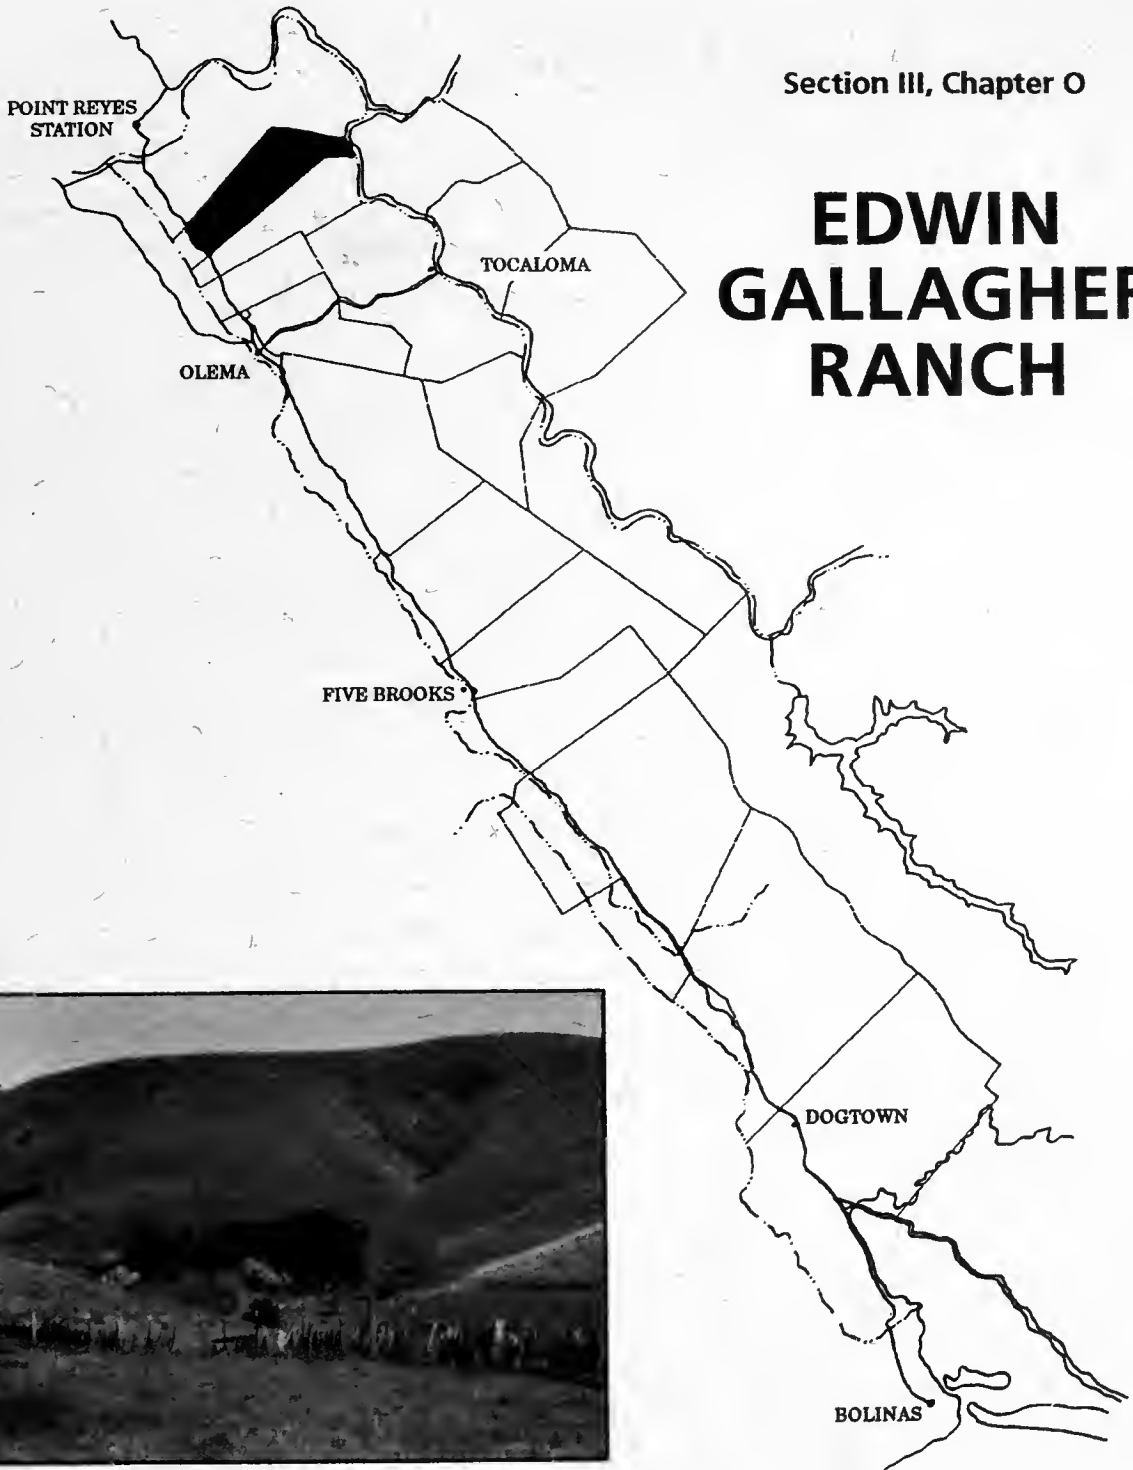 Section III, Chapter O
EDWIN
GALLAGHER
RANCH
POINT REYES
STATION
TOCALOMA
OLEMA
FIVE BROOKS
DOGTOWN
BOLINAS